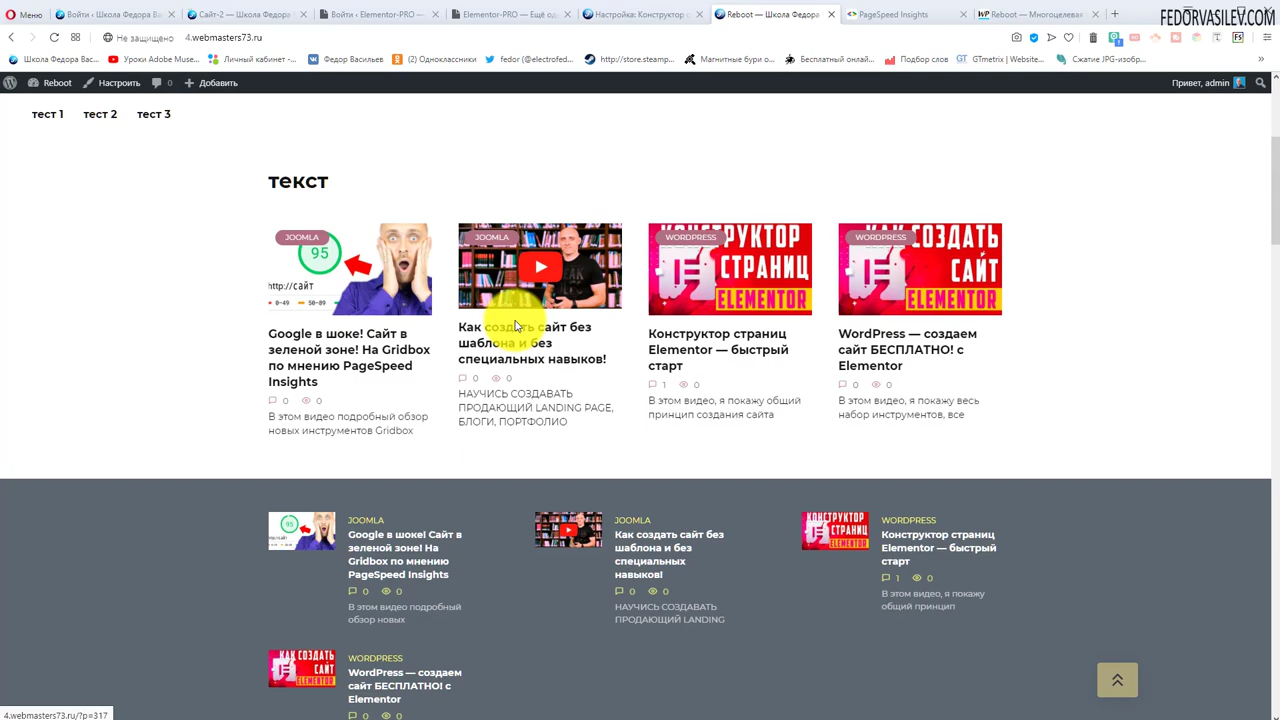 Меню
Войти ‹ Школа Федора Ва
Сайт-2 — Школа Федора
Войти ‹ Elementor-PRO —
Elementor-PRO — Ещё од
Настройка: Конструктор с
Reboot — Школа Федора
PageSpeed Insights
Reboot — Многоцелевая
FEDORVASILEV.COM
Не защищено
4.webmasters73.ru
Школа Федора Вас...
Уроки Adobe Muse...
Личный кабинет -...
Федор Васильев
(2) Одноклассники
fedor (@electrofed...
http://store.steamp...
Магнитные бури о...
Бесплатный онлай...
Подбор слов
GTmetrix | Website...
Сжатие JPG-изобр...
Reboot
Настроить
0
Добавить
Привет, admin
тест 1
тест 2
тест 3
текст
JOOMLA
95
http://сайт
0-49
50-89
Google в шоке! Сайт в
зеленой зоне! На Gridbox
по мнению PageSpeed
Insights
0 0
В этом видео подробный обзор
новых инструментов Gridbox
JOOMLA
Как создать сайт без
шаблона и без
специальных навыков!
0 0
НАУЧИСЬ СОЗДАВАТЬ
ПРОДАЮЩИЙ LANDING PAGE,
БЛОГИ, ПОРТФОЛИО
WORDPRESS
КОНСТРУКТОР
СТРАНИЦ
ELEMENTOR
Конструктор страниц
Elementor — быстрый
старт
1 0
В этом видео, я покажу общий
принцип создания сайта
WORDPRESS
КАК СОЗДАТЬ
САЙТ
ELEMENTOR
WordPress — создаем
сайт БЕСПЛАТНО! с
Elementor
0 0
В этом видео, я покажу весь
набор инструментов, все
JOOMLA
Google в шоке! Сайт в
зеленой зоне! На
Gridbox по мнению
PageSpeed Insights
0 0
В этом видео подробный
обзор новых
JOOMLA
Как создать сайт без
шаблона и без
специальных
навыков!
0 0
НАУЧИСЬ СОЗДАВАТЬ
ПРОДАЮЩИЙ LANDING
КОНСТРУКТОР
СТРАНИЦ
ELEMENTOR
WORDPRESS
Конструктор страниц
Elementor — быстрый
старт
1 0
В этом видео, я покажу
общий принцип
КАК СОЗДАТЬ
САЙТ
ELEMENTOR
WORDPRESS
WordPress — создаем
сайт БЕСПЛАТНО! с
Elementor
0 0
4.webmasters73.ru/?p=317